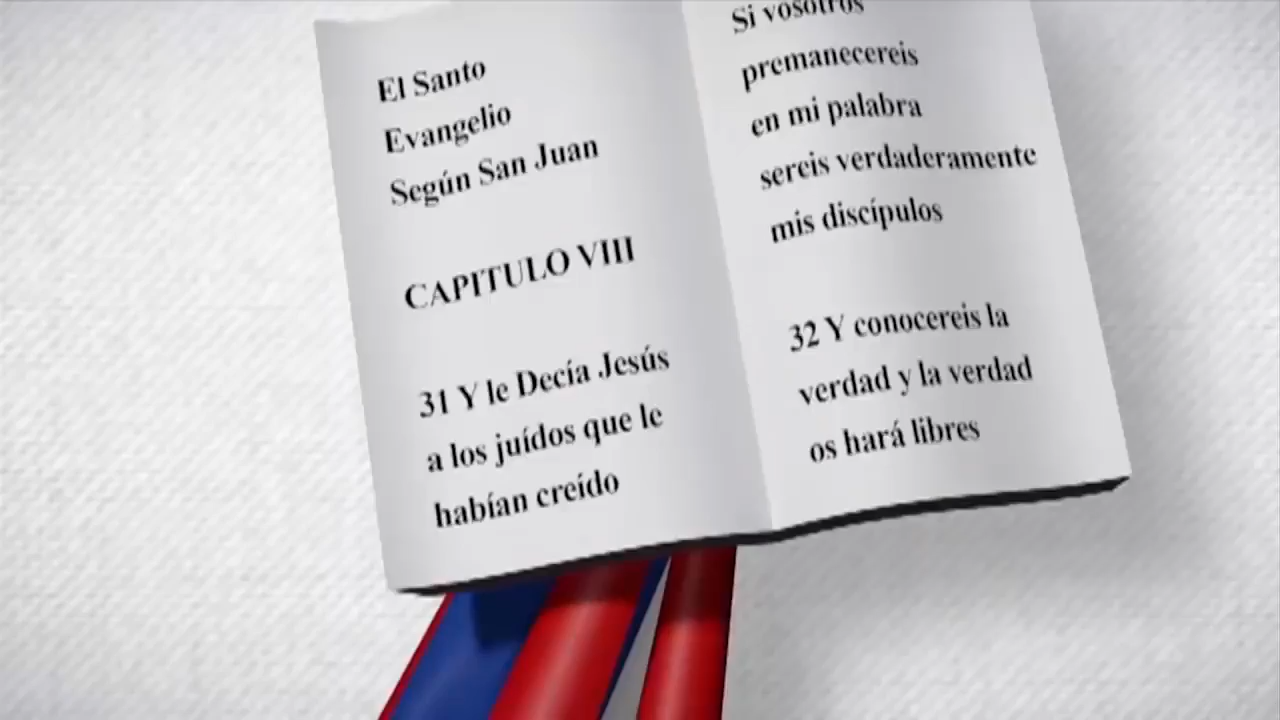 El Santo
Evangelio
Según San Juan
CAPITULO VIII
31 Y le Decía Jesús
a los juídos que le
habían creído
Si vosotros
premanecereis
en mi palabra
sereis verdaderamente
mis discípulos
32 Y conocereis la
verdad y la verdad
os hará libres